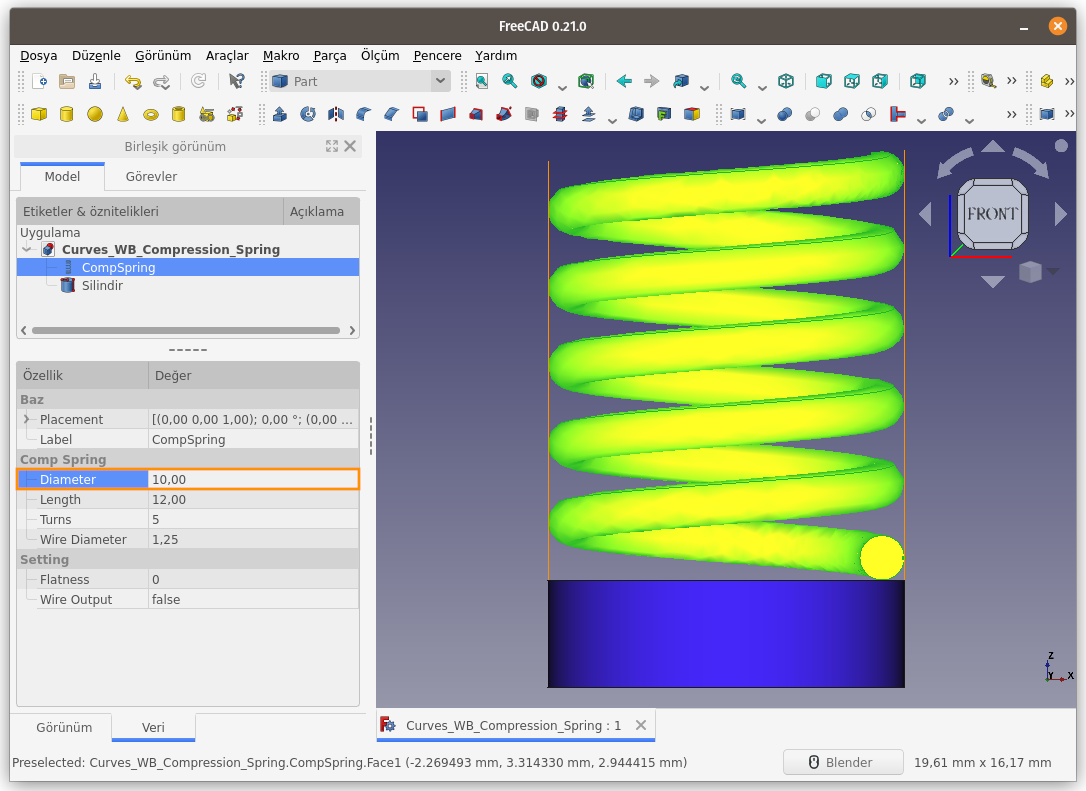 FreeCAD 0.21.0
Dosya Düzenle Görünüm Araçlar Makro Parça Ölçüm Pencere Yardım
Part
Birleşik görünüm
Model Görevler
Etiketler & öznitelikleri Açıklama
Uygulama
Curves_WB_Compression_Spring
CompSpring
Silindir
Özellik Değer
Baz
Placement [(0,00 0,00 1,00); 0,00 °; (0,00 ...
Label CompSpring
Comp Spring
Diameter 10,00
Length 12,00
Turns 5
Wire Diameter 1,25
Setting
Flatness 0
Wire Output false
Görünüm Veri
FRONT
Z
Y
X
Curves_WB_Compression_Spring : 1
Preselected: Curves_WB_Compression_Spring.CompSpring.Face1 (-2.269493 mm, 3.314330 mm, 2.944415 mm)
Blender
19,61 mm x 16,17 mm